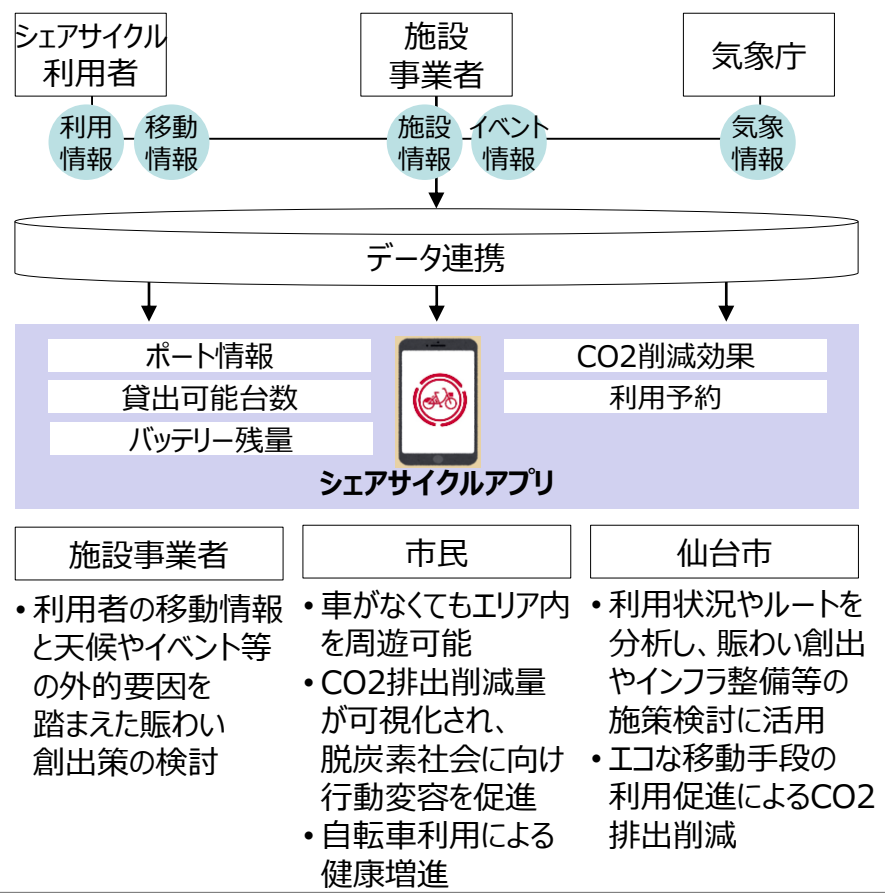 シェアサイクル
利用者
施設
事業者
気象庁
利用
情報
移動
情報
施設
情報
イベント
情報
気象
情報
データ連携
ポート情報
貸出可能台数
バッテリー残量
CO2削減効果
利用予約
シェアサイクルアプリ
施設事業者
• 利用者の移動情報
と天候やイベント等
の外的要因を
踏まえた賑わい
創出策の検討
市民
• 車がなくてもエリア内
を周遊可能
• CO2排出削減量
が可視化され、
脱炭素社会に向け
行動変容を促進
• 自転車利用による
健康増進
仙台市
• 利用状況やルートを
分析し、賑わい創出
やインフラ整備等の
施策検討に活用
• エコな移動手段の
利用促進によるCO2
排出削減